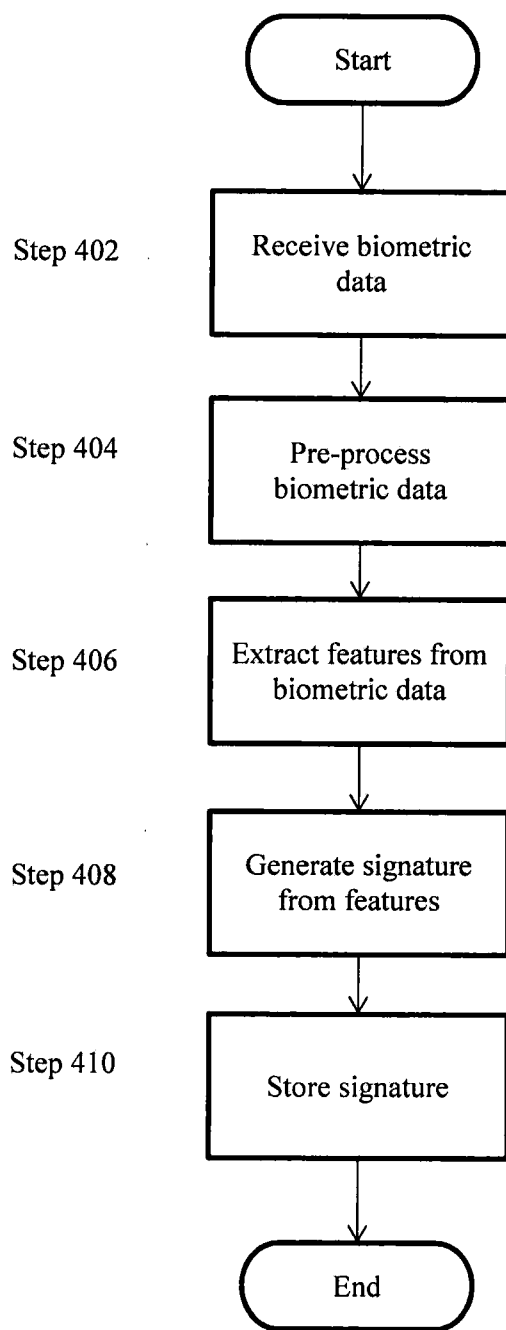 Start
Step 402
Receive biometric
data
Step 404
Pre-process
biometric data
Step 406
Extract features from
biometric data
Step 408
Generate signature
from features
Step 410
Store signature
End